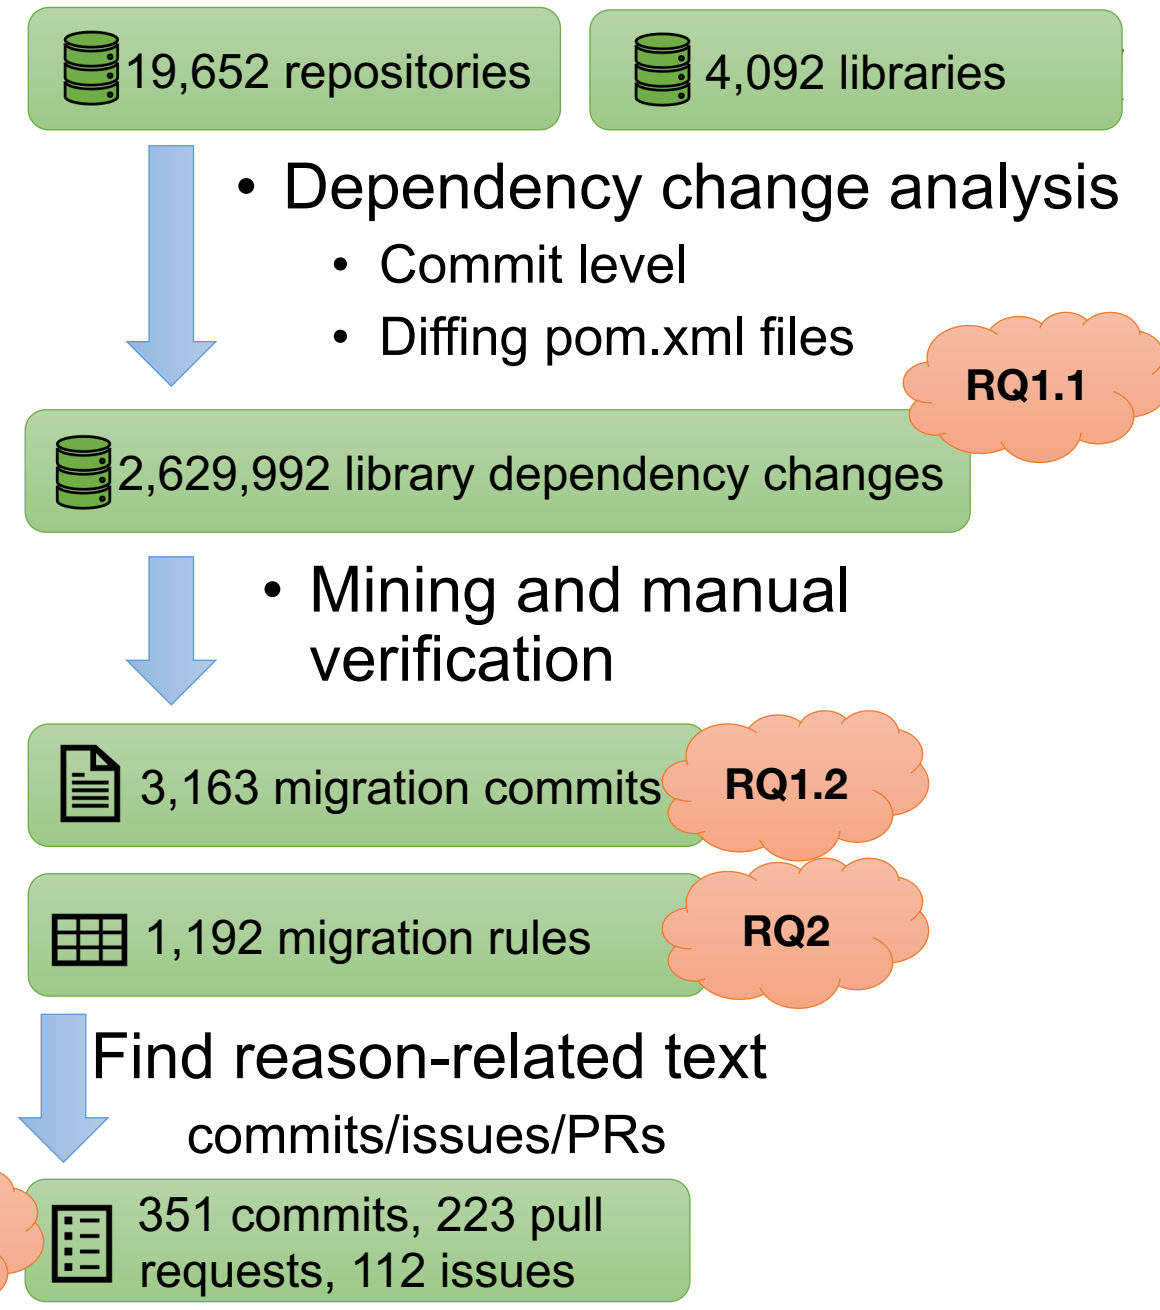 19,652 repositories
4,092 libraries
• Dependency change analysis
• Commit level
• Diffing pom.xml files
RQ1.1
2,629,992 library dependency changes
• Mining and manual
verification
3,163 migration commits
RQ1.2
1,192 migration rules
RQ2
Find reason-related text
commits/issues/PRs
351 commits, 223 pull
requests, 112 issues